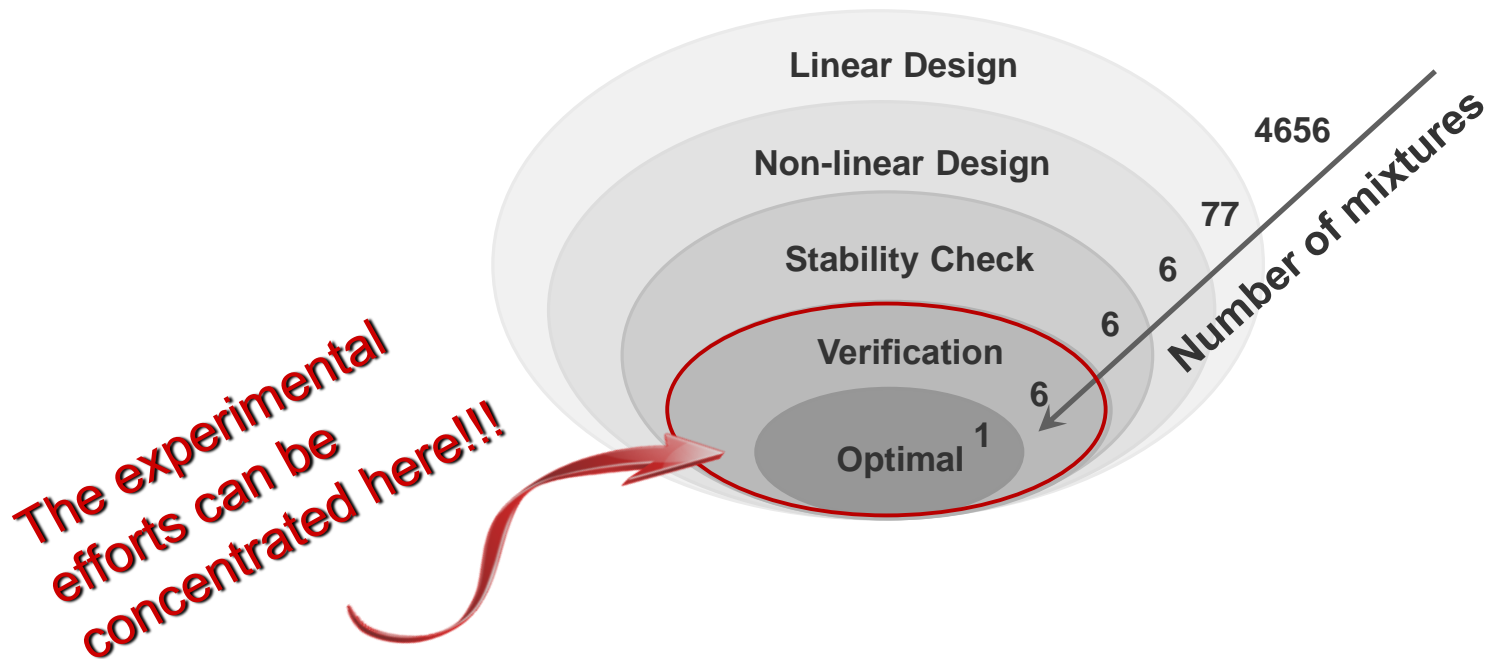 Linear Design
4656
Non-linear Design
77
Stability Check
6
Number of mixtures
Verification
6
6
Optimal
1
The experimental
efforts can be
concentrated here!!!